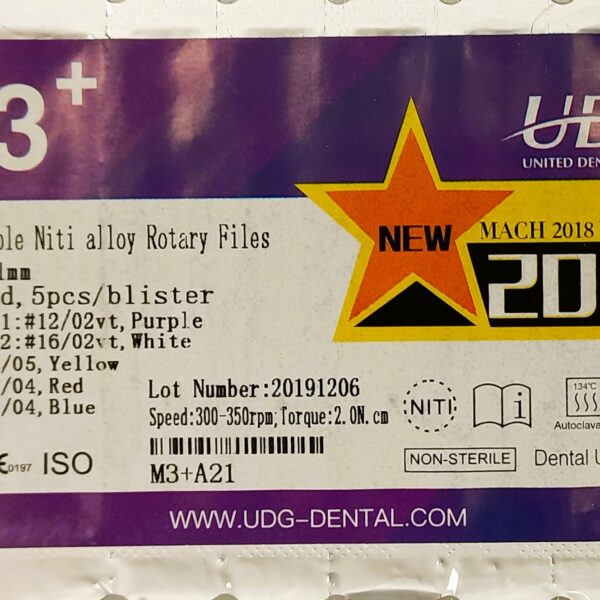 3+
UNITED DEN
NEW
MACH 2018
20
ble Niti alloy Rotary Files
1mm
d, 5pcs/blister
1:#12/02vt, Purple
2:#16/02vt, White
/05, Yellow
/04, Red
/04, Blue
Lot Number:20191206
Speed:300-350rpm;Torque:2.0N.cm
M3+A21
CE0197 ISO
NITI
i
134°C
Autoclava
NON-STERILE
Dental U
WWW.UDG-DENTAL.COM